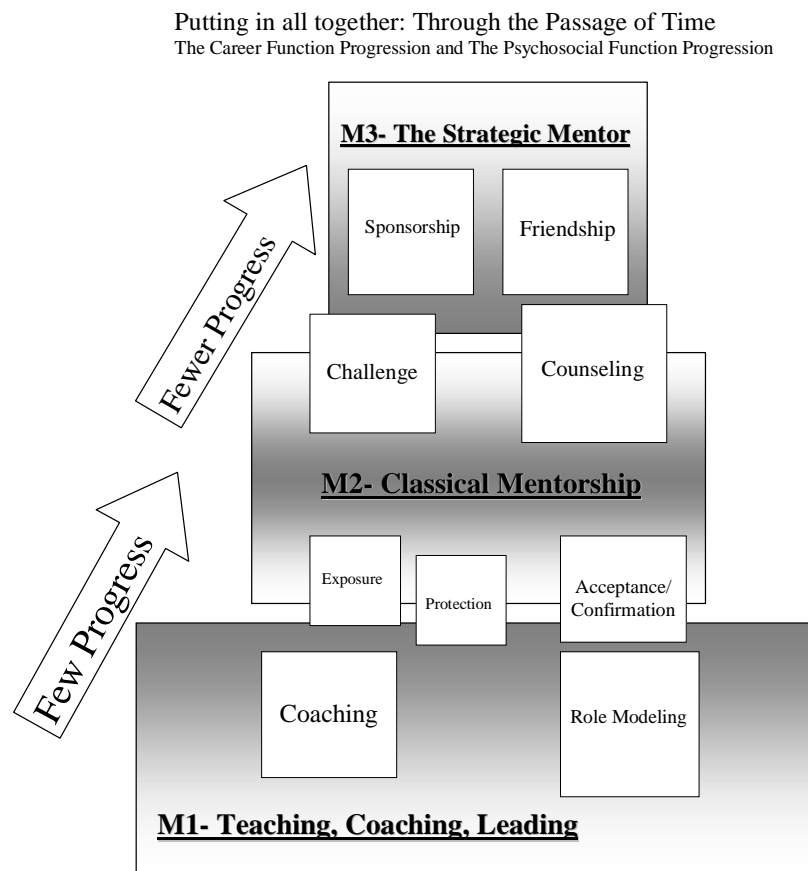 Putting in all together: Through the Passage of Time
The Career Function Progression and The Psychosocial Function Progression
M3- The Strategic Mentor
Sponsorship
Friendship
Fewer Progress
Challenge
Counseling
M2- Classical Mentorship
Few Progress
Exposure
Protection
Acceptance/
Confirmation
Coaching
Role Modeling
M1- Teaching, Coaching, Leading